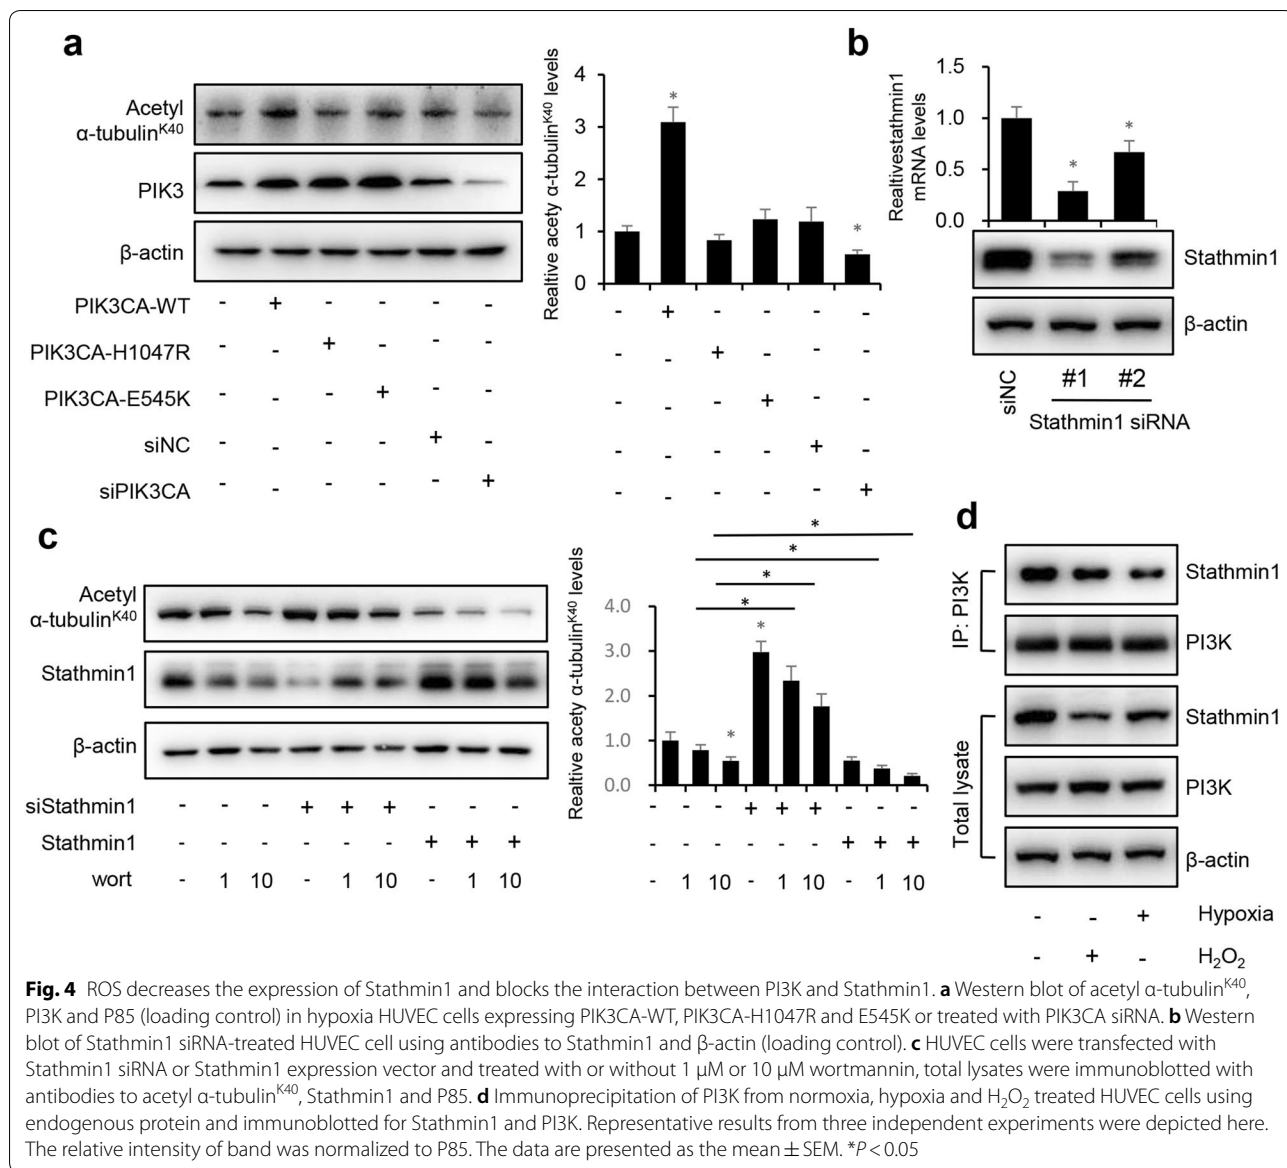 a
Acetyl
α-tubulinK40
PIK3
β-actin
PIK3CA-WT - + - - - -
PIK3CA-H1047R - - + - - -
PIK3CA-E545K - - - + - -
siNC - - - - + -
siPIK3CA - - - - - +
Realtive acety α-tubulinK40 levels
4
3
2
1
0
*
*
- + - - - -
- - + - - -
- - - + - -
- - - - + -
- - - - - +
b
Realtivestathmin1
mRNA levels
1.5
1.0
0.5
0.0
*
*
Stathmin1
β-actin
siNC
#1 #2
Stathmin1 siRNA
c
Acetyl
α-tubulinK40
Stathmin1
β-actin
siStathmin1 - - - + + + - - -
Stathmin1 - - - - - - + + +
wort - 1 10 - 1 10 - 1 10
Realtive acety α-tubulinK40 levels
4.0
3.0
2.0
1.0
0.0
*
*
*
*
*
*
- - - + + + - - -
- - - - - - + + +
- 1 10 - 1 10 - 1 10
d
IP: PI3K
Stathmin1
PI3K
Total lysate
Stathmin1
PI3K
β-actin
- - + Hypoxia
- + - H2O2
Fig. 4 ROS decreases the expression of Stathmin1 and blocks the interaction between PI3K and Stathmin1. a Western blot of acetyl α-tubulinK40,
PI3K and P85 (loading control) in hypoxia HUVEC cells expressing PIK3CA-WT, PIK3CA-H1047R and E545K or treated with PIK3CA siRNA. b Western
blot of Stathmin1 siRNA-treated HUVEC cell using antibodies to Stathmin1 and β-actin (loading control). c HUVEC cells were transfected with
Stathmin1 siRNA or Stathmin1 expression vector and treated with or without 1 μM or 10 μM wortmannin, total lysates were immunoblotted with
antibodies to acetyl α-tubulinK40, Stathmin1 and P85. d Immunoprecipitation of PI3K from normoxia, hypoxia and H2O2 treated HUVEC cells using
endogenous protein and immunoblotted for Stathmin1 and PI3K. Representative results from three independent experiments were depicted here.
The relative intensity of band was normalized to P85. The data are presented as the mean ± SEM. *P < 0.05